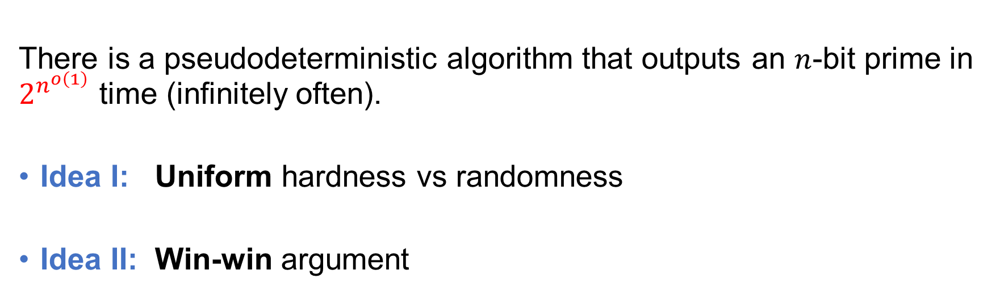 There is a pseudodeterministic algorithm that outputs an n-bit prime in
2^{n^{o(1)}} time (infinitely often).
• Idea I: Uniform hardness vs randomness
• Idea II: Win-win argument